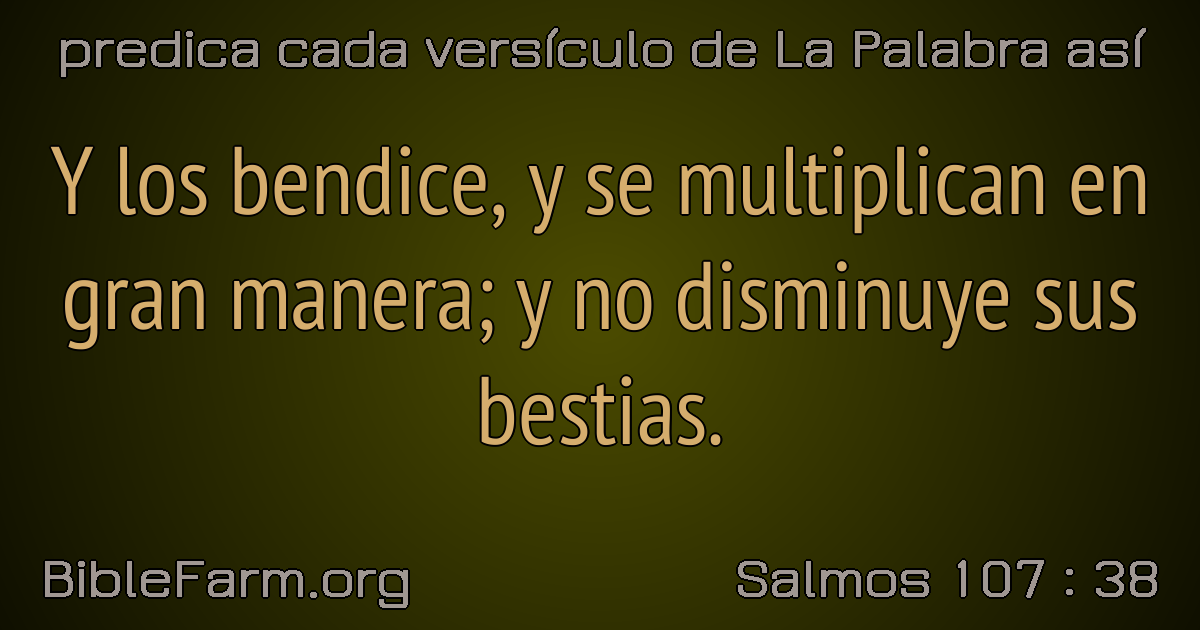 predica cada versículo de La Palabra así
Y los bendice, y se multiplican en
gran manera; y no disminuye sus
bestias.
BibleFarm.org
Salmos 107 : 38